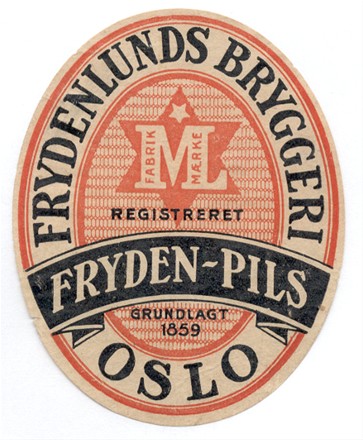 FRYDENLUNDS BRYGGERI
ML
FABRIK MÆRKE
REGISTRERET
FRYDEN-PILS
GRUNDLAGT
1859
OSLO